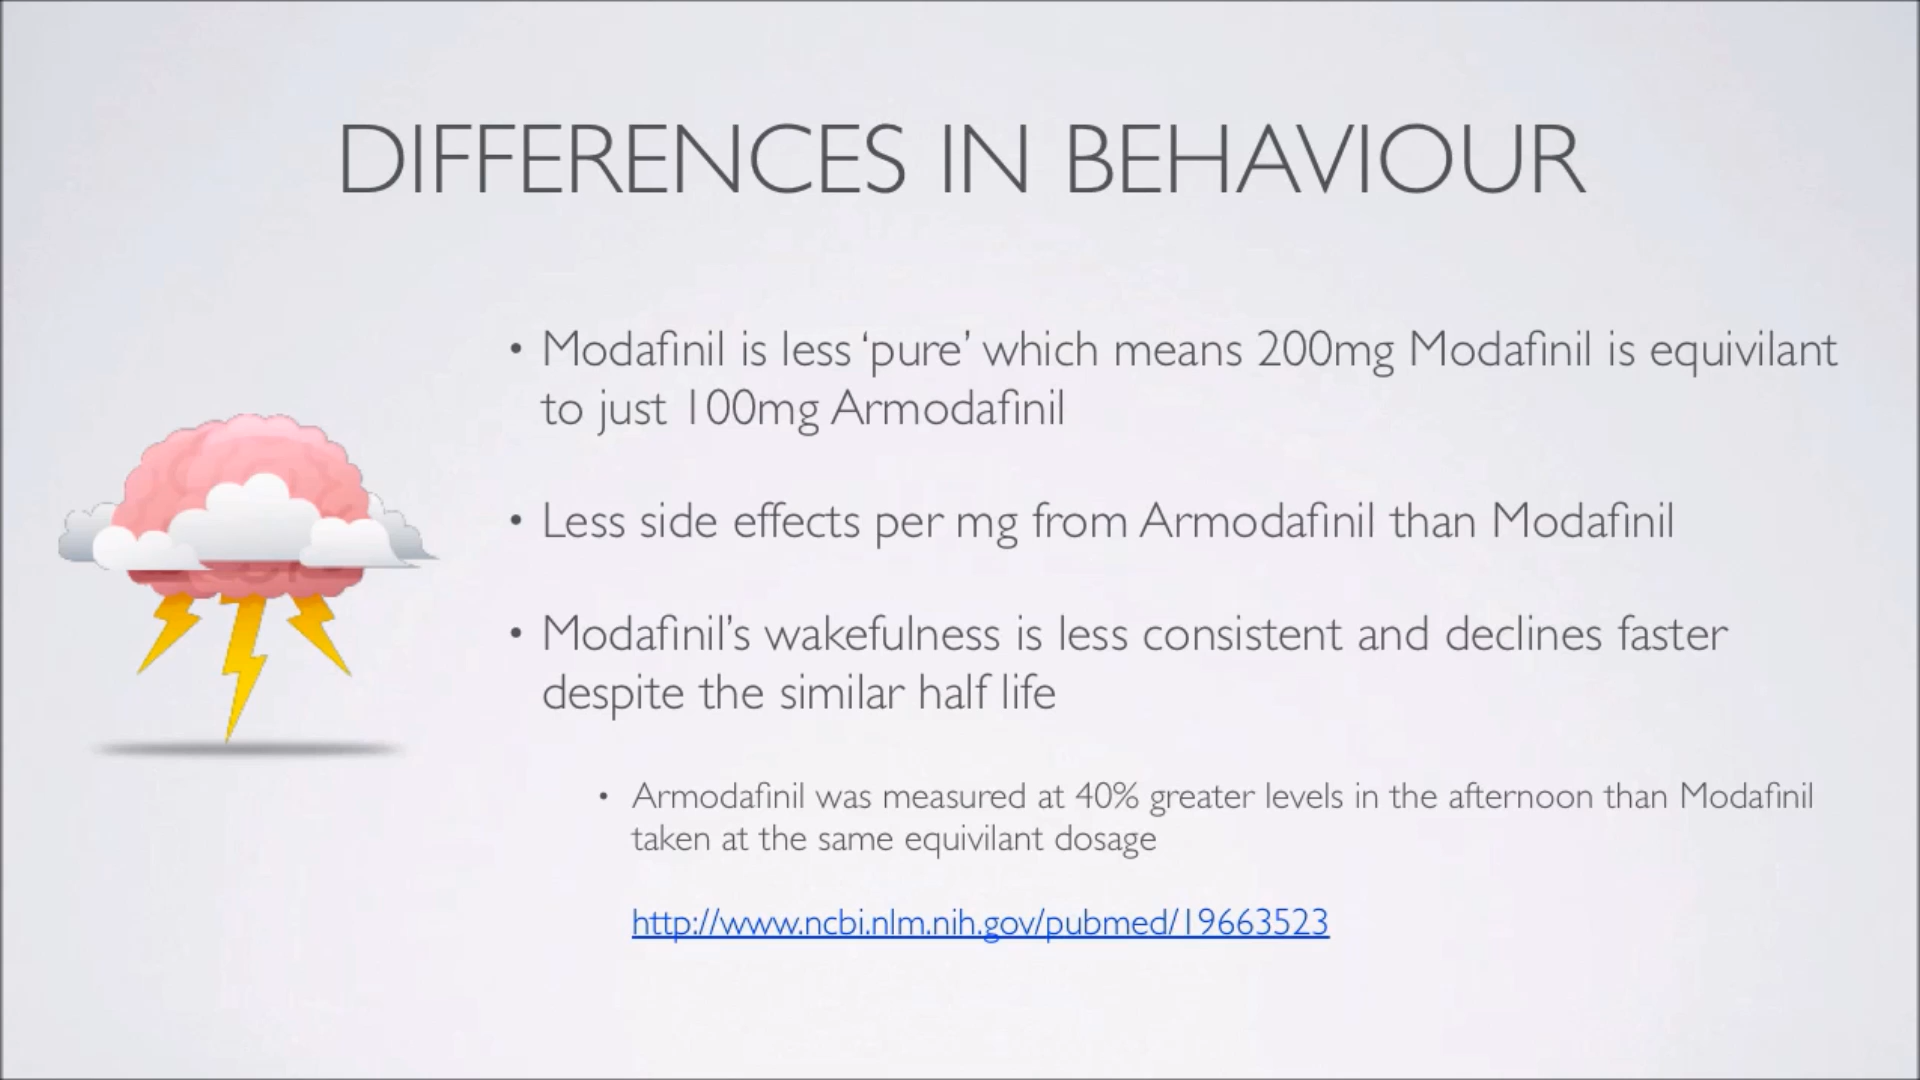 DIFFERENCES IN BEHAVIOUR
• Modafinil is less ‘pure’ which means 200mg Modafinil is equivilant
to just 100mg Armodafinil
• Less side effects per mg from Armodafinil than Modafinil
• Modafinil’s wakefulness is less consistent and declines faster
despite the similar half life
• Armodafinil was measured at 40% greater levels in the afternoon than Modafinil
taken at the same equivilant dosage
http://www.ncbi.nlm.nih.gov/pubmed/19663523